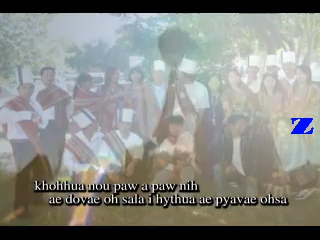 Z
khohhua nou paw a paw nih
ae dovae oh sala i hythua ae pyavae ohsa